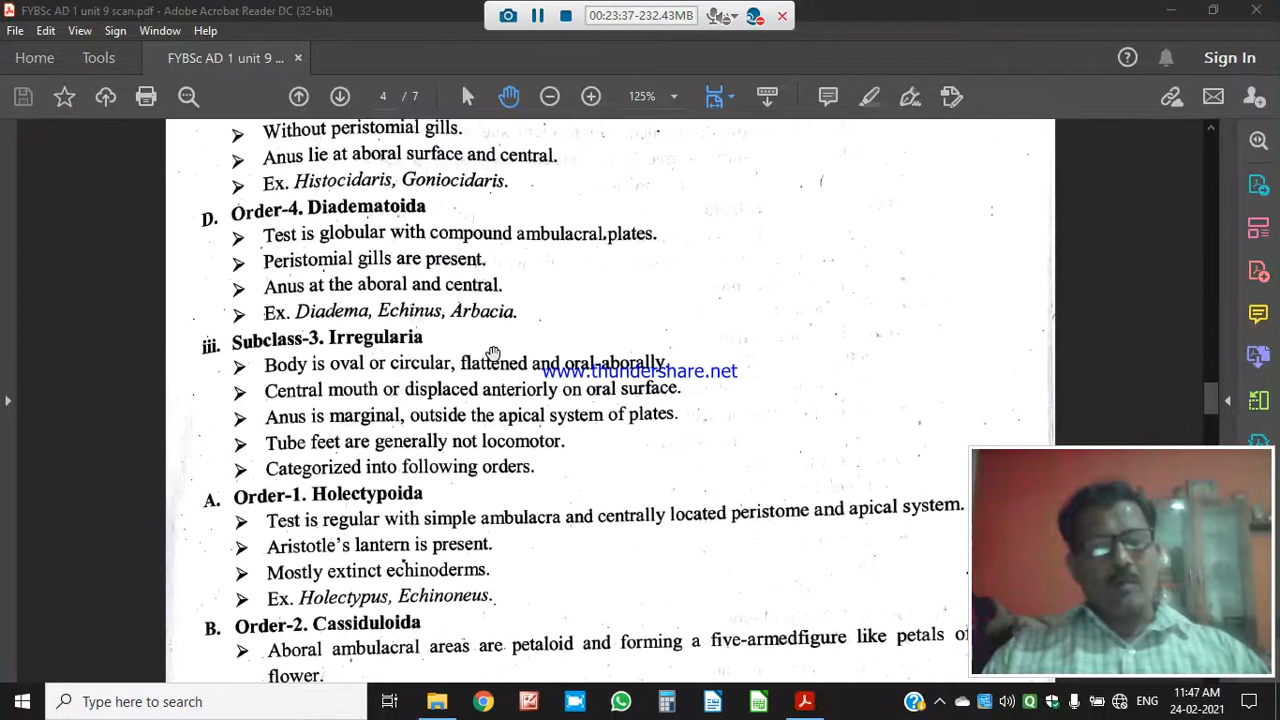 FYBSc AD 1 unit 9 scan.pdf - Adobe Acrobat Reader DC (32-bit)
00:23:37-232.43MB
File Edit View Sign Window Help
Home Tools FYBSc AD 1 unit 9 ... × Sign In
4 / 7 125%
Without peristomial gills.
Anus lie at aboral surface and central.
Ex. Histocidaris, Goniocidaris.
D. Order-4. Diadematoida
Test is globular with compound ambulacral plates.
Peristomial gills are present.
Anus at the aboral and central.
Ex. Diadema, Echinus, Arbacia.
iii. Subclass-3. Irregularia
Body is oval or circular, flattened and oral-aborally.
www.thundershare.net
Central mouth or displaced anteriorly on oral surface.
Anus is marginal, outside the apical system of plates.
Tube feet are generally not locomotor.
Categorized into following orders.
A. Order-1. Holectypoida
Test is regular with simple ambulacra and centrally located peristome and apical system.
Aristotle's lantern is present.
Mostly extinct echinoderms.
Ex. Holectypus, Echinoneus.
B. Order-2. Cassiduloida
Aboral ambulacral areas are petaloid and forming a five-armedfigure like petals of
flower.
Type here to search
ENG
11:47 AM
24-02-2021